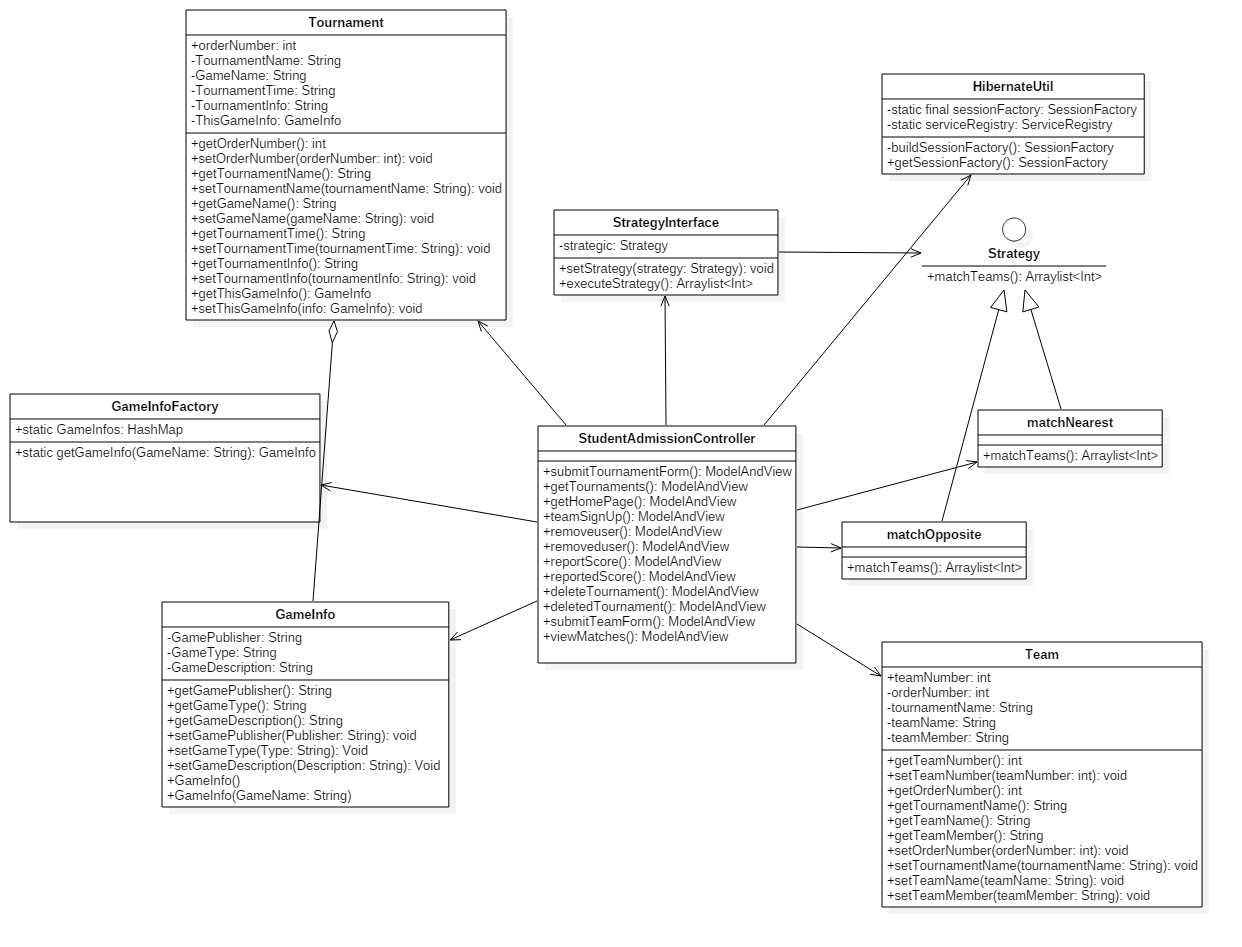 Tournament
+orderNumber: int
-TournamentName: String
-GameName: String
-TournamentTime: String
-TournamentInfo: String
-ThisGameInfo: GameInfo
+getOrderNumber(): int
+setOrderNumber(orderNumber: int): void
+getTournamentName(): String
+setTournamentName(tournamentName: String): void
+getGameName(): String
+setGameName(gameName: String): void
+getTournamentTime(): String
+setTournamentTime(tournamentTime: String): void
+getTournamentInfo(): String
+setTournamentInfo(tournamentInfo: String): void
+getThisGameInfo(): GameInfo
+setThisGameInfo(info: GameInfo): void
HibernateUtil
-static final sessionFactory: SessionFactory
-static serviceRegistry: ServiceRegistry
-buildSessionFactory(): SessionFactory
+getSessionFactory(): SessionFactory
StrategyInterface
-strategic: Strategy
+setStrategy(strategy: Strategy): void
+executeStrategy(): Arraylist<Int>
Strategy
+matchTeams(): Arraylist<Int>
GameInfoFactory
+static GameInfos: HashMap
+static getGameInfo(GameName: String): GameInfo
StudentAdmissionController
+submitTournamentForm(): ModelAndView
+getTournaments(): ModelAndView
+getHomePage(): ModelAndView
+teamSignUp(): ModelAndView
+removeuser(): ModelAndView
+removeduser(): ModelAndView
+reportScore(): ModelAndView
+reportedScore(): ModelAndView
+deleteTournament(): ModelAndView
+deletedTournament(): ModelAndView
+submitTeamForm(): ModelAndView
+viewMatches(): ModelAndView
matchNearest
+matchTeams(): Arraylist<Int>
matchOpposite
+matchTeams(): Arraylist<Int>
GameInfo
-GamePublisher: String
-GameType: String
-GameDescription: String
+getGamePublisher(): String
+getGameType(): String
+getGameDescription(): String
+setGamePublisher(Publisher: String): void
+setGameType(Type: String): Void
+setGameDescription(Description: String): Void
+GameInfo()
+GameInfo(GameName: String)
Team
+teamNumber: int
-orderNumber: int
-tournamentName: String
-teamName: String
-teamMember: String
+getTeamNumber(): int
+setTeamNumber(teamNumber: int): void
+getOrderNumber(): int
+getTournamentName(): String
+getTeamName(): String
+getTeamMember(): String
+setOrderNumber(orderNumber: int): void
+setTournamentName(tournamentName: String): void
+setTeamName(teamName: String): void
+setTeamMember(teamMember: String): void